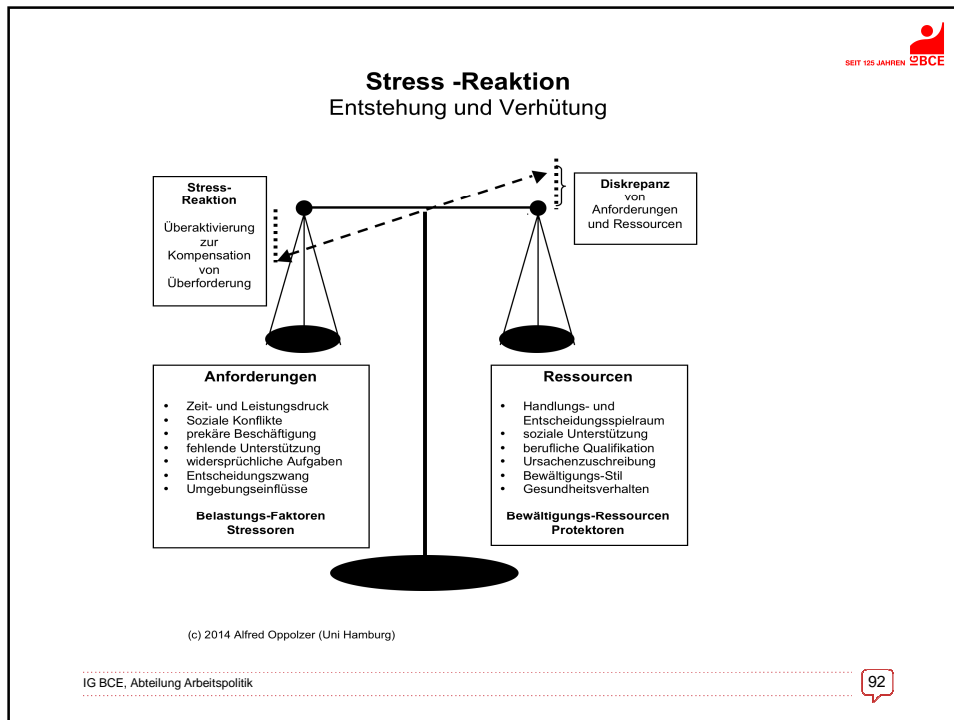 SEIT 125 JAHREN IG BCE
Stress -Reaktion
Entstehung und Verhütung
Stress-
Reaktion
Überaktivierung
zur
Kompensation
von
Überforderung
Diskrepanz
von
Anforderungen
und Ressourcen
Anforderungen
• Zeit- und Leistungsdruck
• Soziale Konflikte
• prekäre Beschäftigung
• fehlende Unterstützung
• widersprüchliche Aufgaben
• Entscheidungszwang
• Umgebungseinflüsse
Belastungs-Faktoren
Stressoren
Ressourcen
• Handlungs- und
Entscheidungsspielraum
• soziale Unterstützung
• berufliche Qualifikation
• Ursachenzuschreibung
• Bewältigungs-Stil
• Gesundheitsverhalten
Bewältigungs-Ressourcen
Protektoren
(c) 2014 Alfred Oppolzer (Uni Hamburg)
IG BCE, Abteilung Arbeitspolitik
92